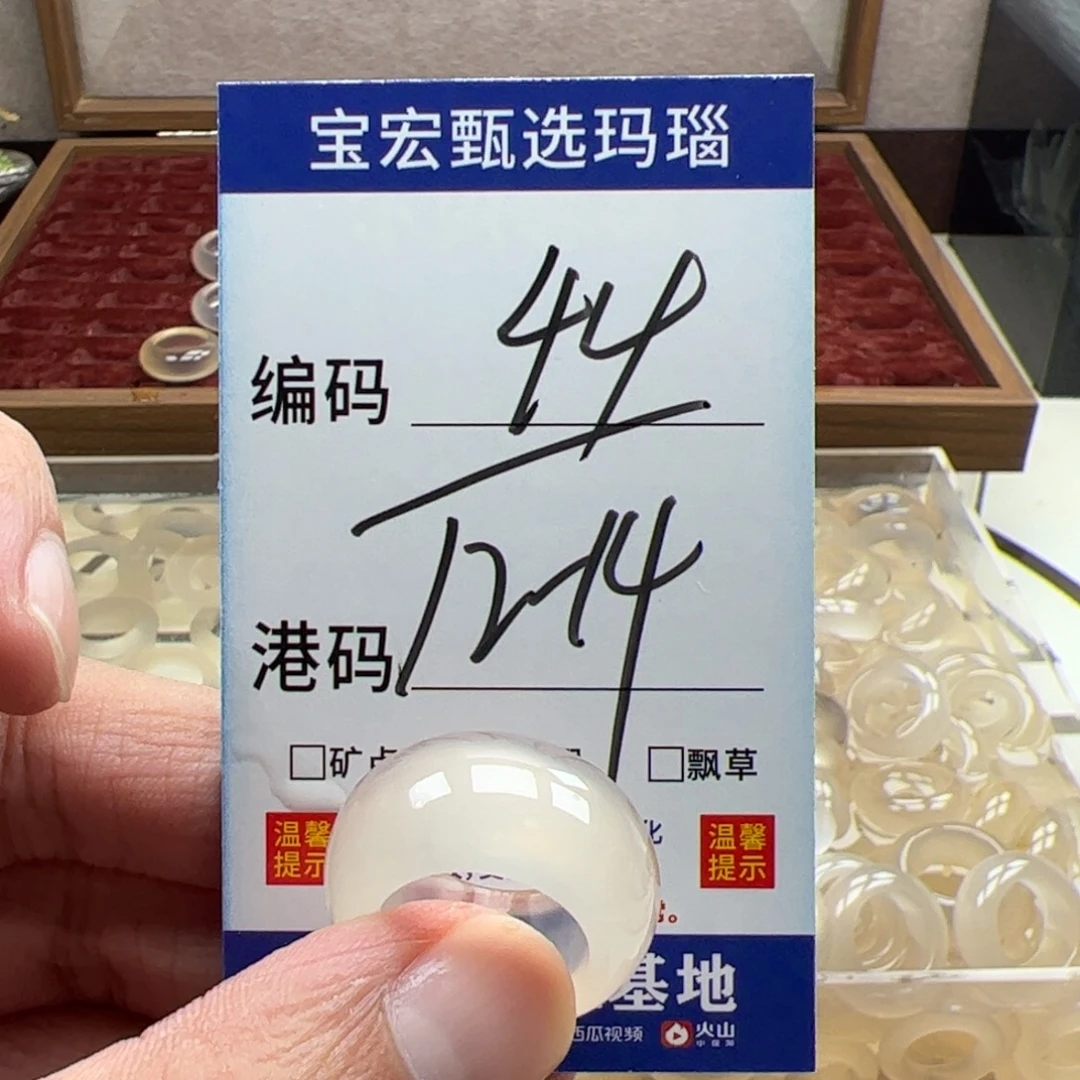 宝宏甄选玛瑙
编码 44
港码 12-14
□矿 □飘草
温馨 化 温馨
提示 提示
基地
西瓜视频 火山